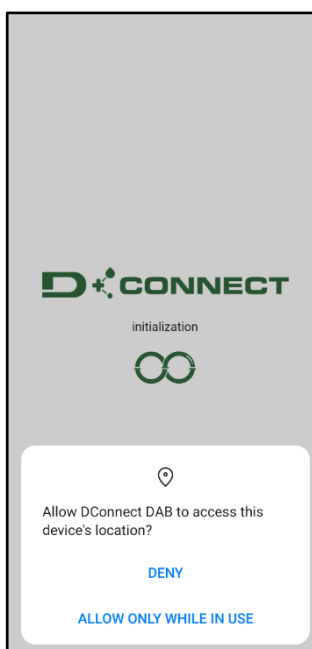 D CONNECT
initialization
Allow DConnect DAB to access this
device's location?
DENY
ALLOW ONLY WHILE IN USE